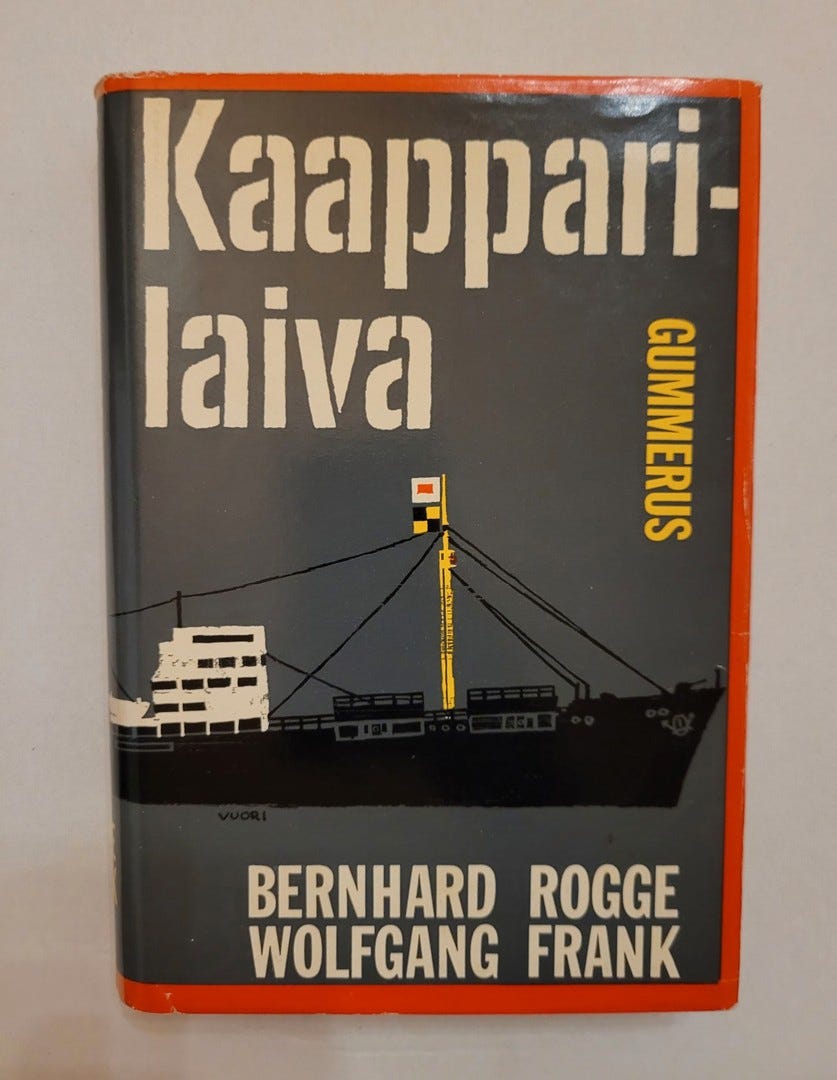 Kaappari-
laiva
GUMMERUS
VUORI
BERNHARD ROGGE
WOLFGANG FRANK